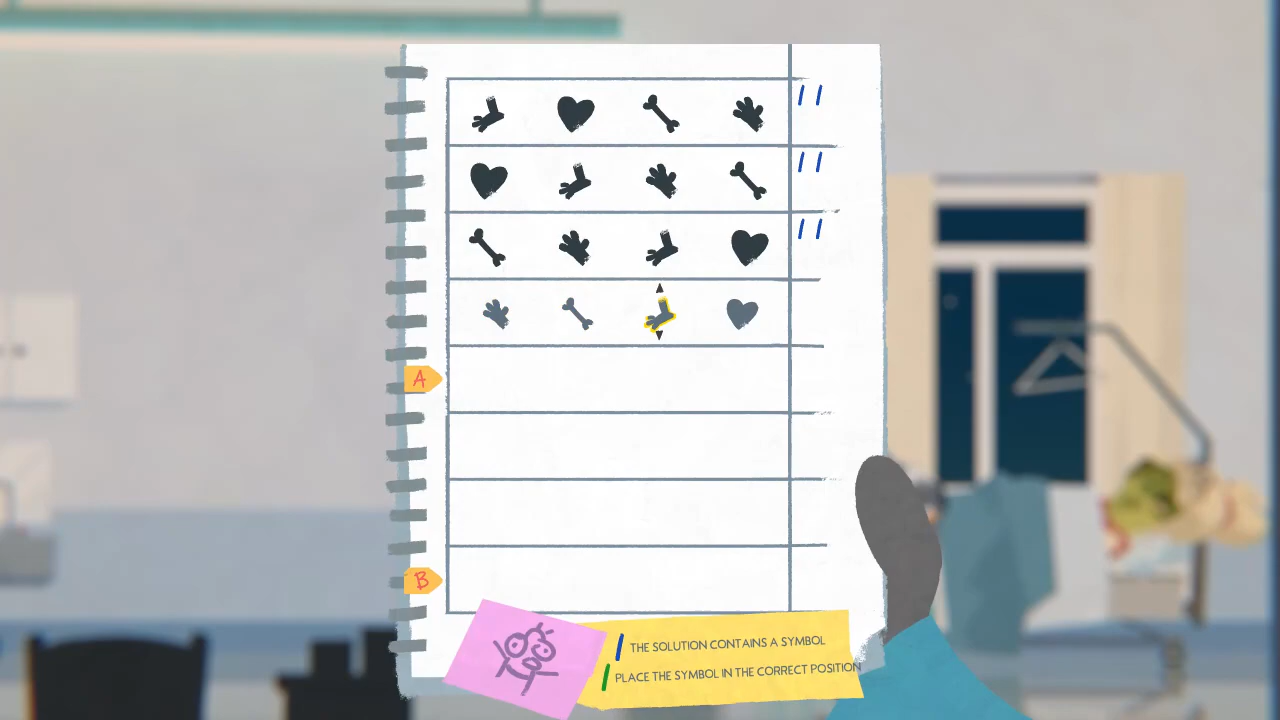 A
B
THE SOLUTION CONTAINS A SYMBOL
PLACE THE SYMBOL IN THE CORRECT POSITION